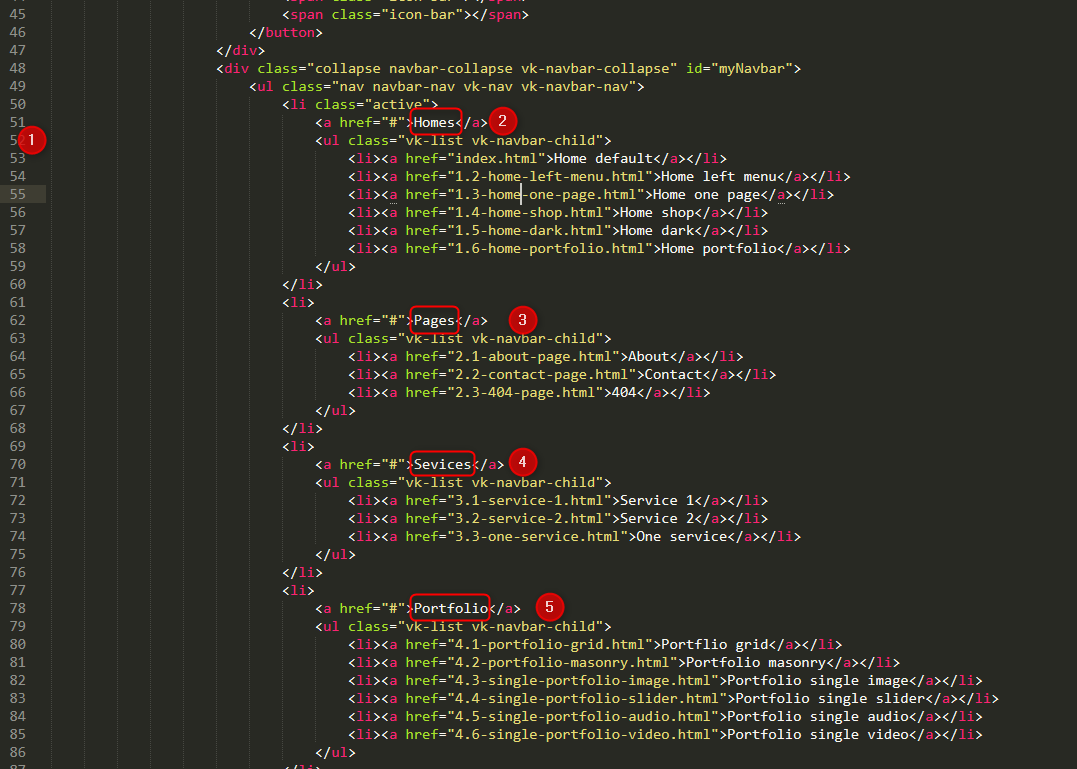 45 <span class="icon-bar"></span>
46 </button>
47 </div>
48 <div class="collapse navbar-collapse vk-navbar-collapse" id="myNavbar">
49 <ul class="nav navbar-nav vk-nav vk-navbar-nav">
50 <li class="active">
51 <a href="#">Homes</a> 2
52 1 <ul class="vk-list vk-navbar-child">
53 <li><a href="index.html">Home default</a></li>
54 <li><a href="1.2-home-left-menu.html">Home left menu</a></li>
55 <li><a href="1.3-home-one-page.html">Home one page</a></li>
56 <li><a href="1.4-home-shop.html">Home shop</a></li>
57 <li><a href="1.5-home-dark.html">Home dark</a></li>
58 <li><a href="1.6-home-portfolio.html">Home portfolio</a></li>
59 </ul>
60 </li>
61 <li>
62 <a href="#">Pages</a> 3
63 <ul class="vk-list vk-navbar-child">
64 <li><a href="2.1-about-page.html">About</a></li>
65 <li><a href="2.2-contact-page.html">Contact</a></li>
66 <li><a href="2.3-404-page.html">404</a></li>
67 </ul>
68 </li>
69 <li>
70 <a href="#">Sevices</a> 4
71 <ul class="vk-list vk-navbar-child">
72 <li><a href="3.1-service-1.html">Service 1</a></li>
73 <li><a href="3.2-service-2.html">Service 2</a></li>
74 <li><a href="3.3-one-service.html">One service</a></li>
75 </ul>
76 </li>
77 <li>
78 <a href="#">Portfolio</a> 5
79 <ul class="vk-list vk-navbar-child">
80 <li><a href="4.1-portfolio-grid.html">Portflio grid</a></li>
81 <li><a href="4.2-portfolio-masonry.html">Portfolio masonry</a></li>
82 <li><a href="4.3-single-portfolio-image.html">Portfolio single image</a></li>
83 <li><a href="4.4-single-portfolio-slider.html">Portfolio single slider</a></li>
84 <li><a href="4.5-single-portfolio-audio.html">Portfolio single audio</a></li>
85 <li><a href="4.6-single-portfolio-video.html">Portfolio single video</a></li>
86 </ul>